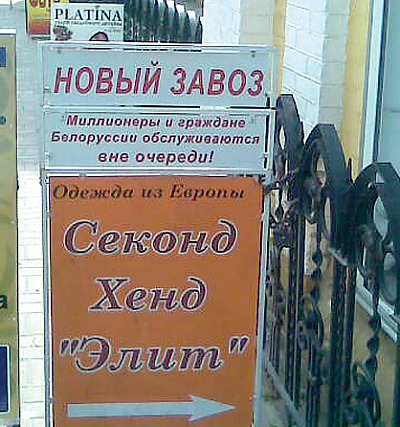 PLATINA
НОВЫЙ ЗАВОЗ
Миллионеры и граждане
Белоруссии обслуживаются
вне очереди!
Одежда из Европы
Секонд
Хенд
"Элит"